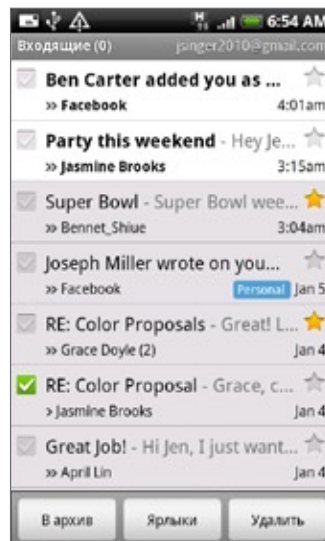 6:54 AM
Входящие (0) jsinger2010@gmail.com
Ben Carter added you as ...
» Facebook 4:01am
Party this weekend - Hey Je...
» Jasmine Brooks 3:15am
Super Bowl - Super Bowl wee...
» Bennet_Shiue 3:04am
Joseph Miller wrote on you...
» Facebook Personal Jan 5
RE: Color Proposals - Great! L...
» Grace Doyle (2) Jan 4
RE: Color Proposal - Grace, c...
› Jasmine Brooks Jan 4
Great Job! - Hi Jen, I just want...
» April Lin Jan 4
В архив Ярлыки Удалить